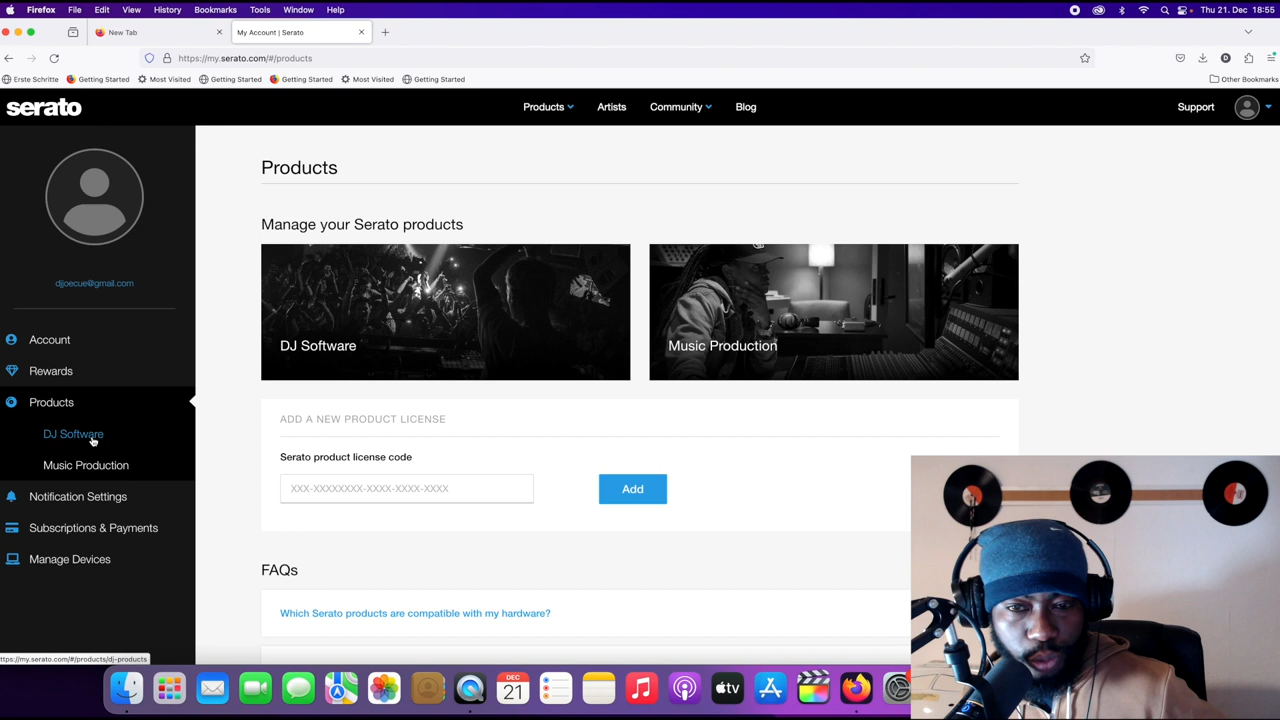 Firefox File Edit View History Bookmarks Tools Window Help Thu 21. Dec 18:55
New Tab My Account | Serato
https://my.serato.com/#/products
Erste Schritte Getting Started Most Visited Getting Started Getting Started Most Visited Getting Started Other Bookmarks
serato Products Artists Community Blog Support
djjoecue@gmail.com
Account
Rewards
Products
DJ Software
Music Production
Notification Settings
Subscriptions & Payments
Manage Devices
Products
Manage your Serato products
DJ Software Music Production
ADD A NEW PRODUCT LICENSE
Serato product license code
XXX-XXXXXXXX-XXXX-XXXX-XXXX Add
FAQs
Which Serato products are compatible with my hardware?
ttps://my.serato.com/#/products/dj-products
DEC
21
tv